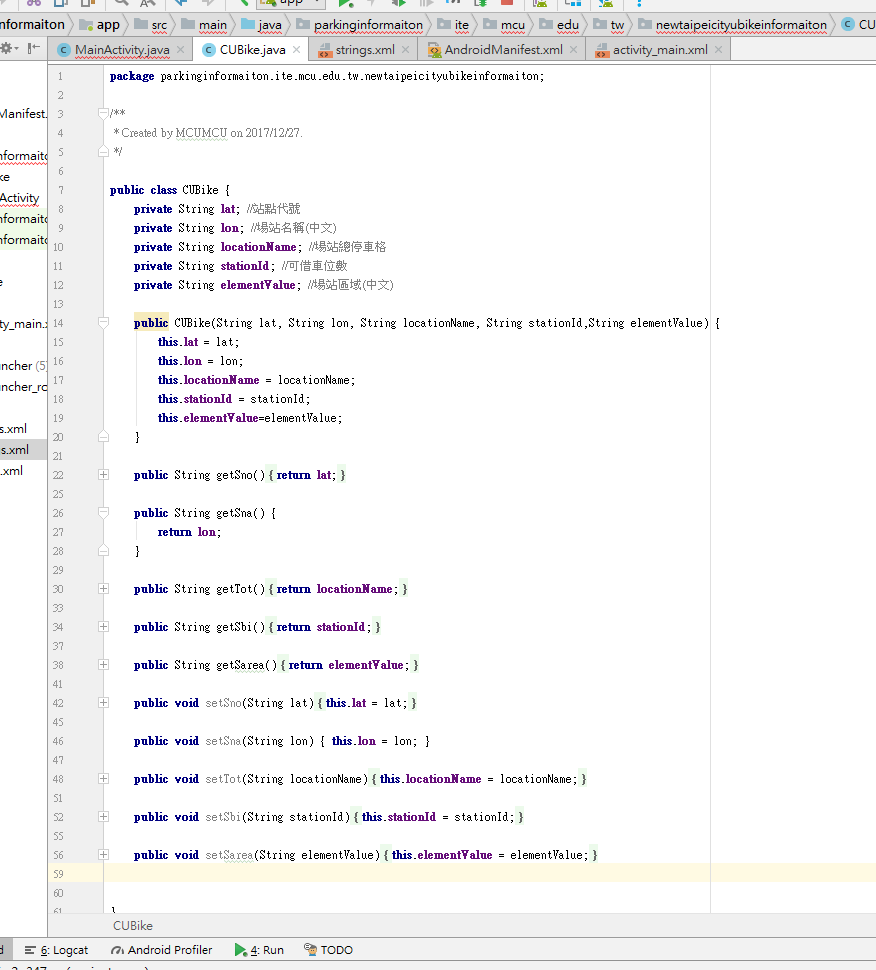 nformaiton app src main java parkinginformaiton ite mcu edu tw newtaipeicityubikeinformaiton CU
MainActivity.java CUBike.java strings.xml AndroidManifest.xml activity_main.xml
Manifest.
nformaito
ke
Activity
nformaito
nformaito
e
ty_main.x
ncher (5)
ncher_ro
s.xml
s.xml
.xml
1 package parkinginformaiton.ite.mcu.edu.tw.newtaipeicityubikeinformaiton;
2
3 /**
4 * Created by MCUMCU on 2017/12/27.
5 */
6
7 public class CUBike {
8 private String lat; //站點代號
9 private String lon; //場站名稱(中文)
10 private String locationName; //場站總停車格
11 private String stationId; //可借車位數
12 private String elementValue; //場站區域(中文)
13
14 public CUBike(String lat, String lon, String locationName, String stationId,String elementValue) {
15 this.lat = lat;
16 this.lon = lon;
17 this.locationName = locationName;
18 this.stationId = stationId;
19 this.elementValue=elementValue;
20 }
21
22 public String getSno(){return lat;}
25
26 public String getSna() {
27 return lon;
28 }
29
30 public String getTot(){return locationName;}
33
34 public String getSbi(){return stationId;}
37
38 public String getSarea(){return elementValue;}
41
42 public void setSno(String lat){this.lat = lat;}
45
46 public void setSna(String lon) { this.lon = lon; }
47
48 public void setTot(String locationName){this.locationName = locationName;}
51
52 public void setSbi(String stationId){this.stationId = stationId;}
55
56 public void setSarea(String elementValue){this.elementValue = elementValue;}
59
60
61 }
CUBike
d 6: Logcat Android Profiler 4: Run TODO